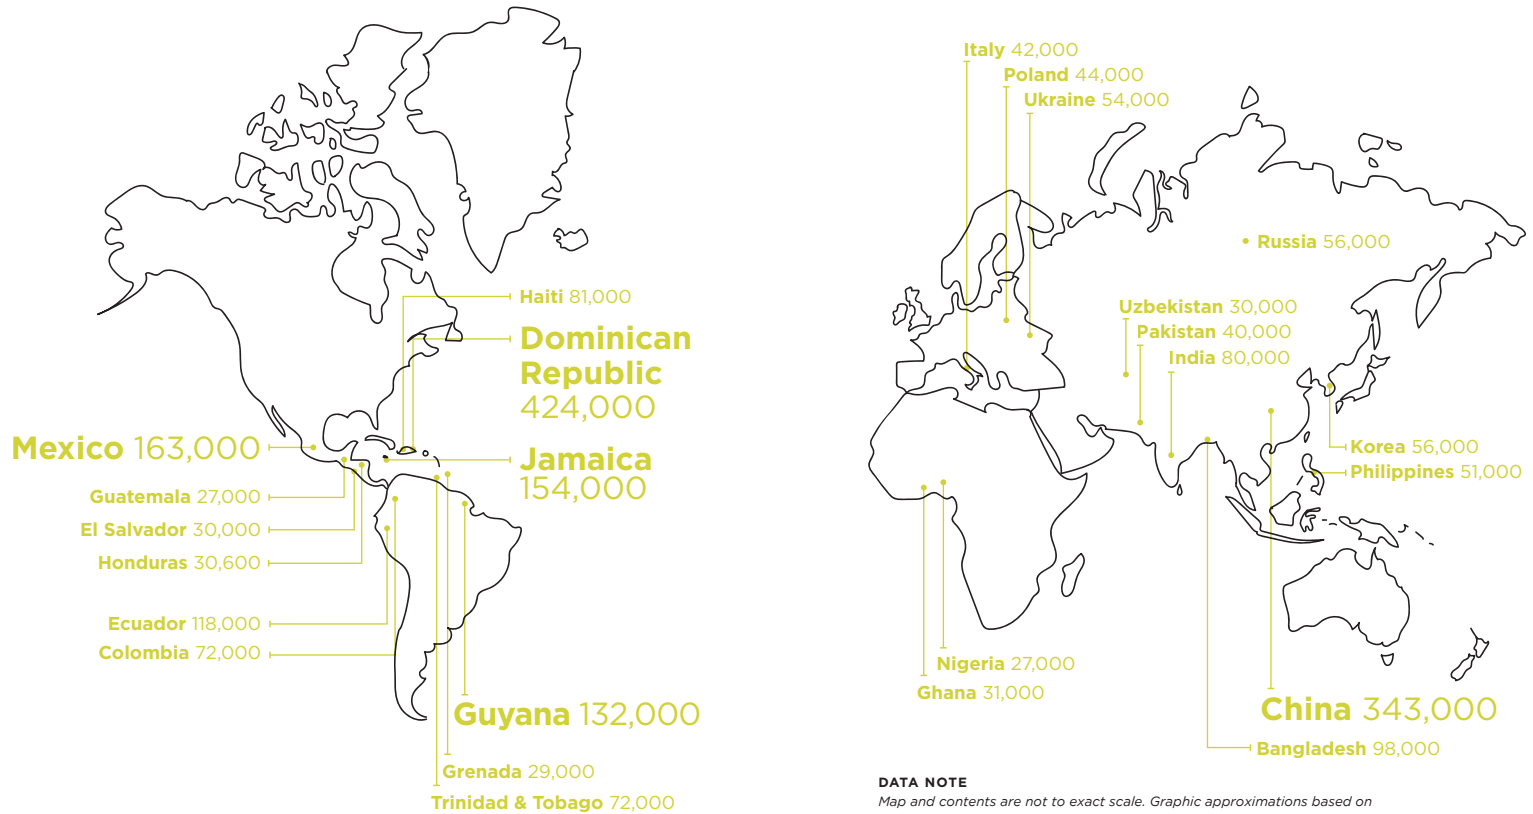 Haiti 81,000
Dominican
Republic
424,000
Mexico 163,000
Jamaica
154,000
Guatemala 27,000
El Salvador 30,000
Honduras 30,600
Ecuador 118,000
Colombia 72,000
Guyana 132,000
Grenada 29,000
Trinidad & Tobago 72,000
Italy 42,000
Poland 44,000
Ukraine 54,000
Russia 56,000
Uzbekistan 30,000
Pakistan 40,000
India 80,000
Korea 56,000
Philippines 51,000
Nigeria 27,000
Ghana 31,000
China 343,000
Bangladesh 98,000
DATA NOTE
Map and contents are not to exact scale. Graphic approximations based on